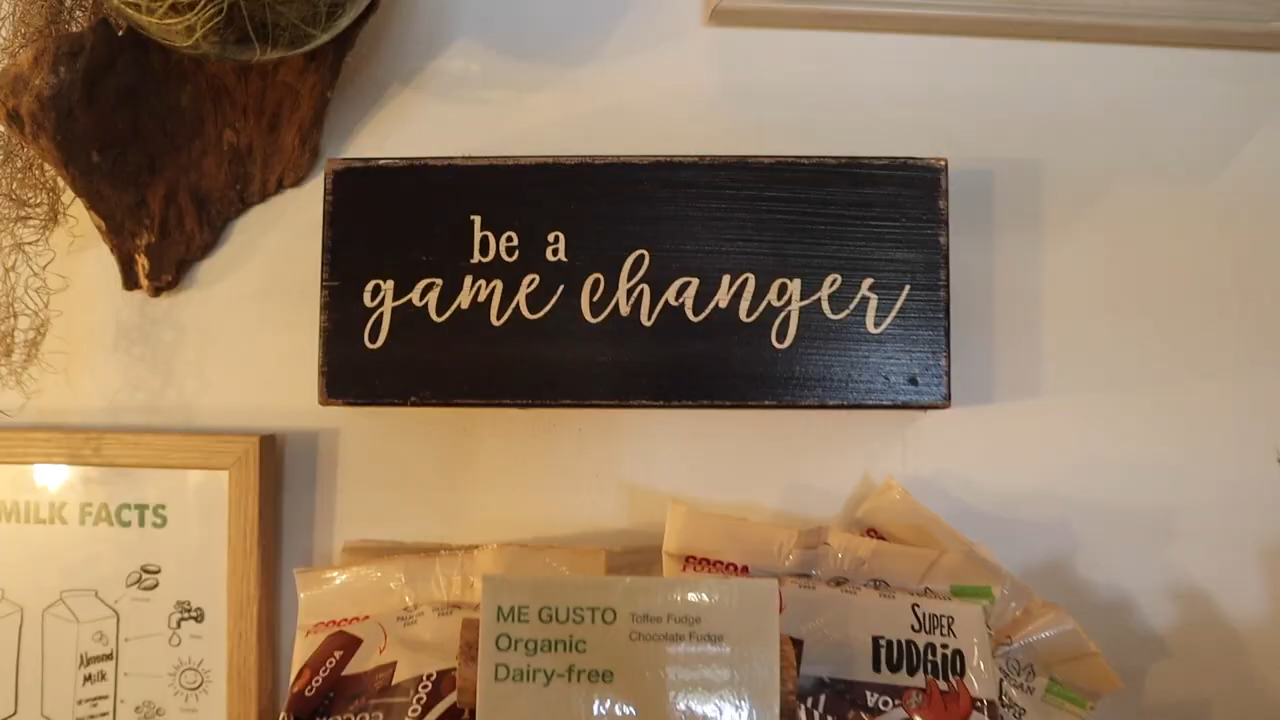 be a
game changer
MILK FACTS
Almond
Milk
COCOA
COCOA
COCOA
ME GUSTO
Organic
Dairy-free
Toffee Fudge
Chocolate Fudge
COCOA
SUPER
FUDGiO